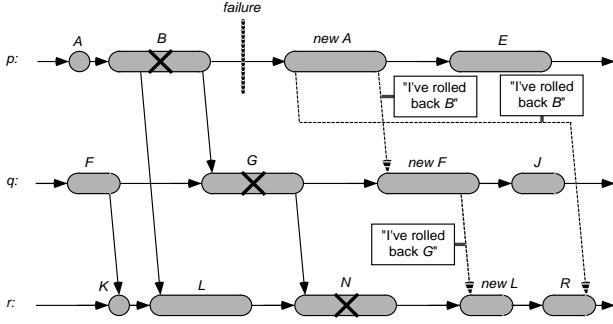 failure
A
B
new A
E
p:
"I've rolled
back B"
"I've rolled
back B"
F
G
new F
J
q:
"I've rolled
back G"
K
L
N
new L
R
r: